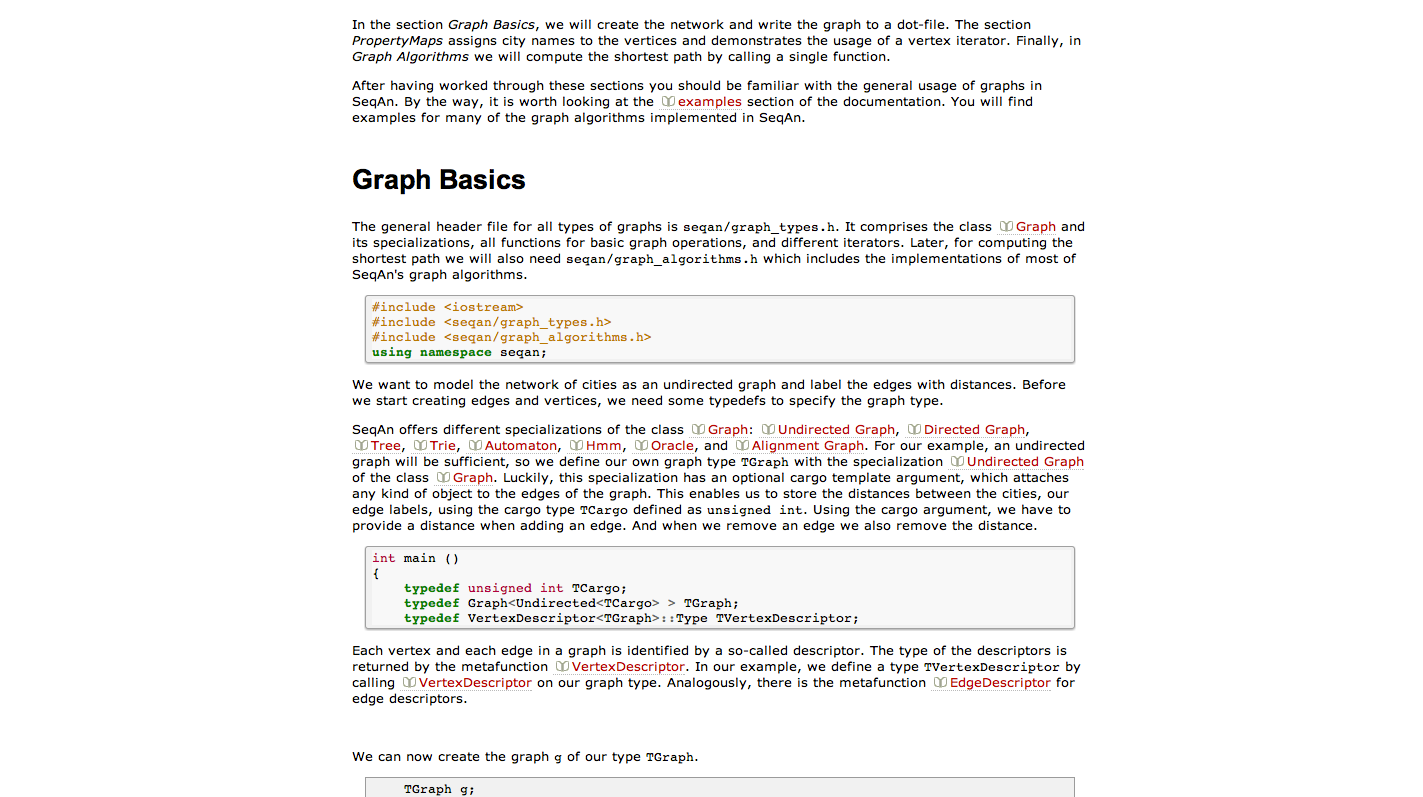 In the section Graph Basics, we will create the network and write the graph to a dot-file. The section
PropertyMaps assigns city names to the vertices and demonstrates the usage of a vertex iterator. Finally, in
Graph Algorithms we will compute the shortest path by calling a single function.
After having worked through these sections you should be familiar with the general usage of graphs in
SeqAn. By the way, it is worth looking at the examples section of the documentation. You will find
examples for many of the graph algorithms implemented in SeqAn.
Graph Basics
The general header file for all types of graphs is seqan/graph_types.h. It comprises the class Graph and
its specializations, all functions for basic graph operations, and different iterators. Later, for computing the
shortest path we will also need seqan/graph_algorithms.h which includes the implementations of most of
SeqAn's graph algorithms.
#include <iostream>
#include <seqan/graph_types.h>
#include <seqan/graph_algorithms.h>
using namespace seqan;
We want to model the network of cities as an undirected graph and label the edges with distances. Before
we start creating edges and vertices, we need some typedefs to specify the graph type.
SeqAn offers different specializations of the class Graph: Undirected Graph, Directed Graph,
Tree, Trie, Automaton, Hmm, Oracle, and Alignment Graph. For our example, an undirected
graph will be sufficient, so we define our own graph type TGraph with the specialization Undirected Graph
of the class Graph. Luckily, this specialization has an optional cargo template argument, which attaches
any kind of object to the edges of the graph. This enables us to store the distances between the cities, our
edge labels, using the cargo type TCargo defined as unsigned int. Using the cargo argument, we have to
provide a distance when adding an edge. And when we remove an edge we also remove the distance.
int main ()
{
    typedef unsigned int TCargo;
    typedef Graph<Undirected<TCargo> > TGraph;
    typedef VertexDescriptor<TGraph>::Type TVertexDescriptor;
Each vertex and each edge in a graph is identified by a so-called descriptor. The type of the descriptors is
returned by the metafunction VertexDescriptor. In our example, we define a type TVertexDescriptor by
calling VertexDescriptor on our graph type. Analogously, there is the metafunction EdgeDescriptor for
edge descriptors.
We can now create the graph g of our type TGraph.
    TGraph g;